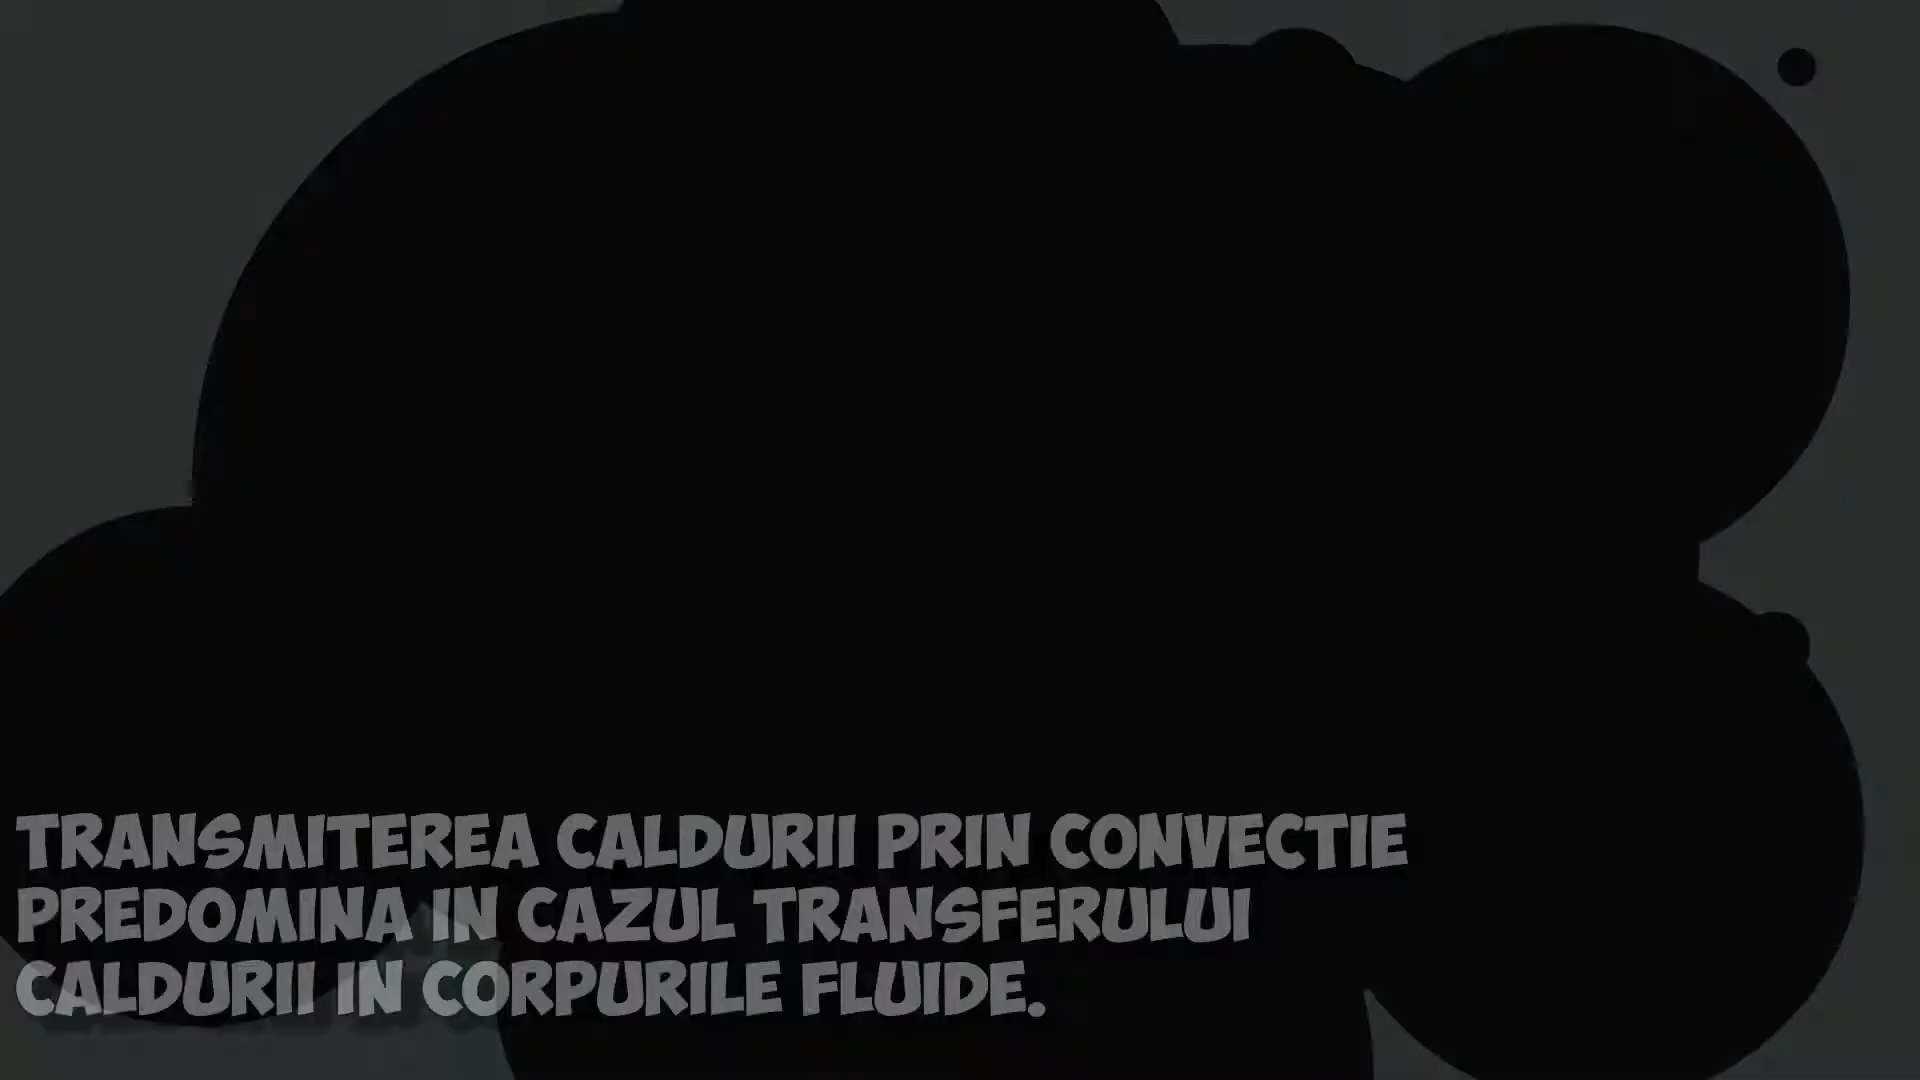 TRANSMITEREA CALDURII PRIN CONVECTIE
PREDOMINA IN CAZUL TRANSFERULUI
CALDURII IN CORPURILE FLUIDE.